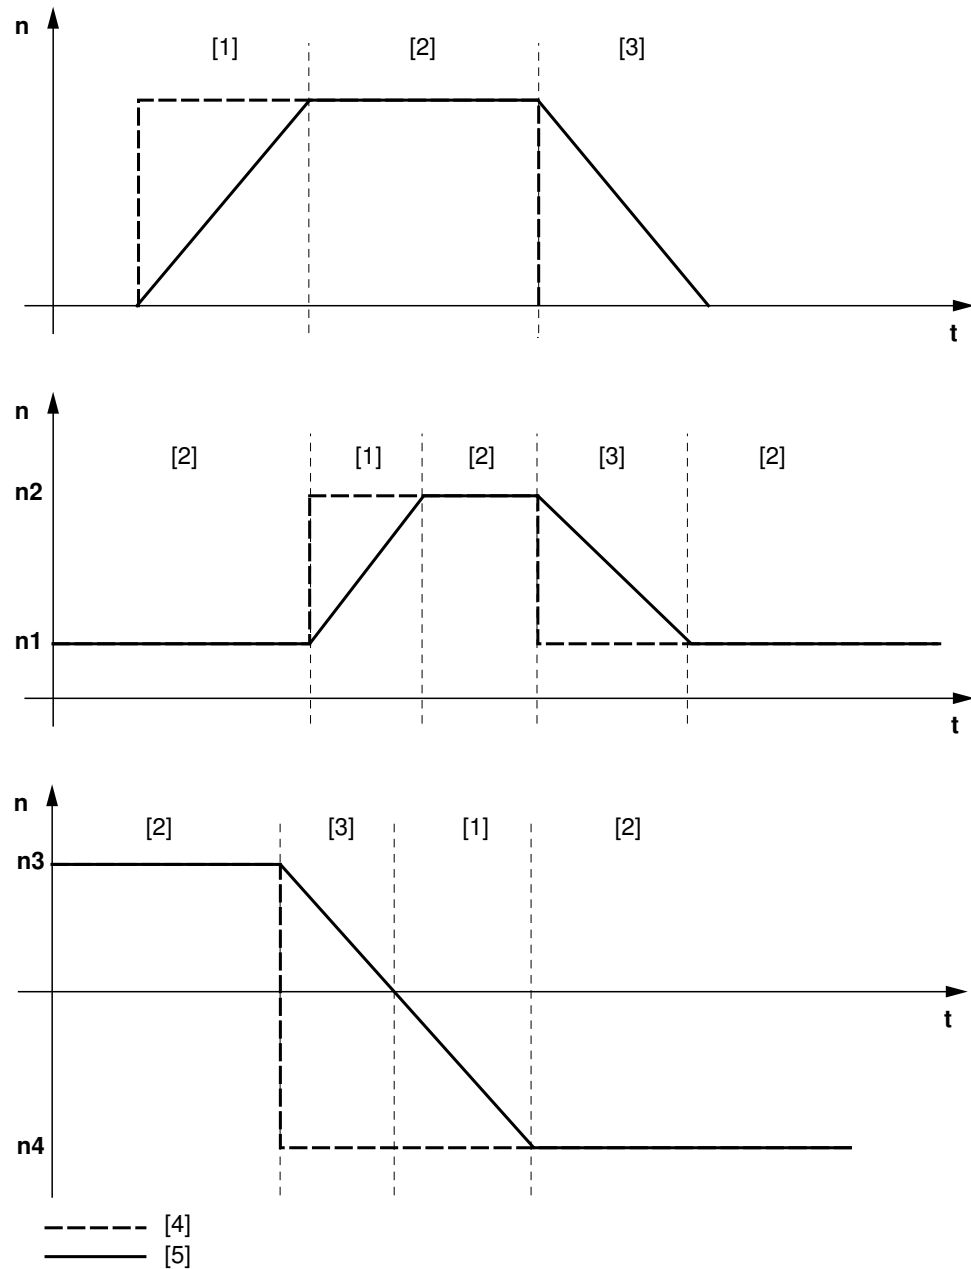 n
[1] [2] [3]
t
n
[2] [1] [2] [3] [2]
n2
n1
t
n
[2] [3] [1] [2]
n3
t
n4
[4]
[5]